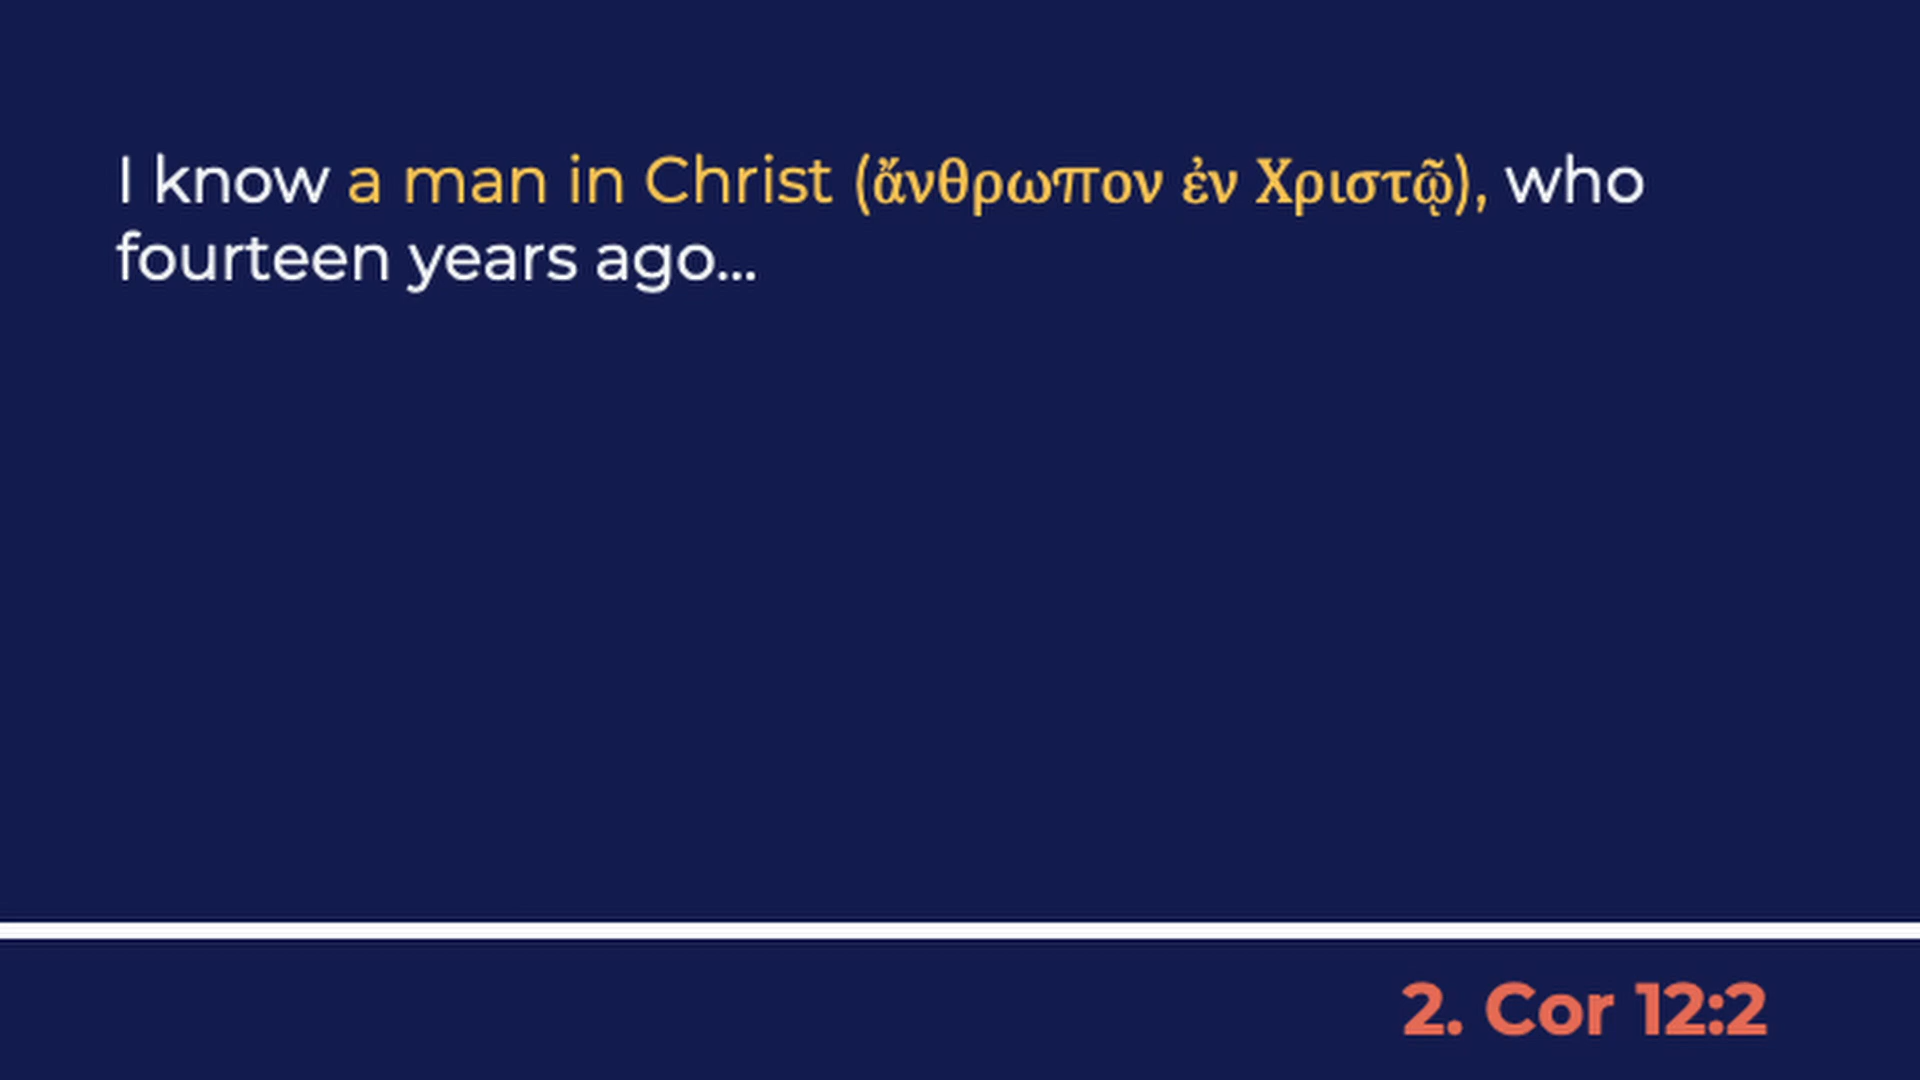 I know a man in Christ (ἄνθρωπον ἐν Χριστῷ), who
fourteen years ago...
2. Cor 12:2